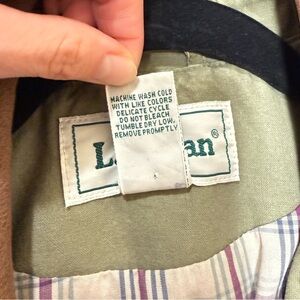 MACHINE WASH COLD
WITH LIKE COLORS
DELICATE CYCLE
DO NOT BLEACH
TUMBLE DRY LOW.
REMOVE PROMPTLY
®